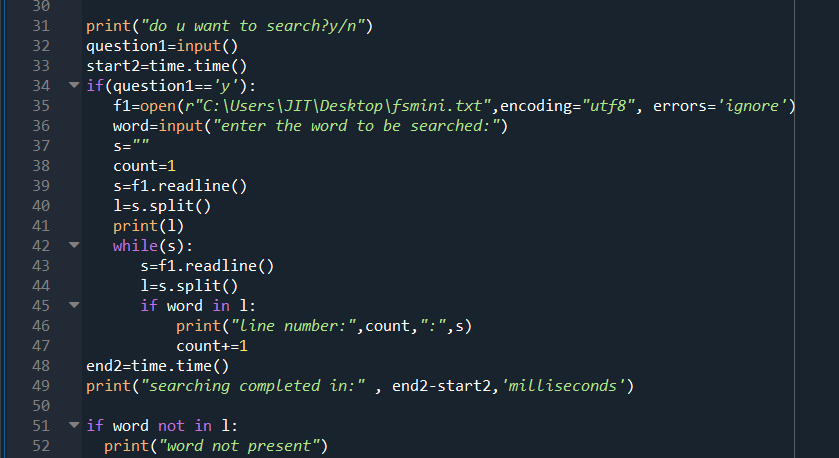 30
31 print("do u want to search?y/n")
32 question1=input()
33 start2=time.time()
34 if(question1=='y'):
35 f1=open(r"C:\Users\JIT\Desktop\fsmini.txt",encoding="utf8", errors='ignore')
36 word=input("enter the word to be searched:")
37 s=""
38 count=1
39 s=f1.readline()
40 l=s.split()
41 print(l)
42 while(s):
43 s=f1.readline()
44 l=s.split()
45 if word in l:
46 print("line number:",count,":",s)
47 count+=1
48 end2=time.time()
49 print("searching completed in:" , end2-start2,'milliseconds')
50
51 if word not in l:
52 print("word not present")